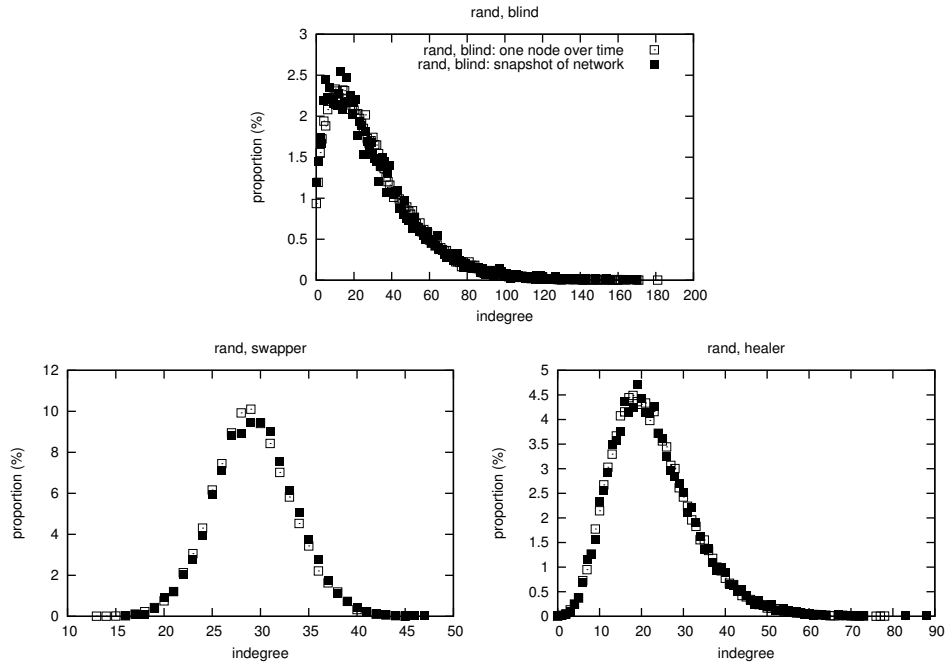 rand, blind
3
2.5
2
1.5
1
0.5
0
proportion (%)
rand, blind: one node over time
rand, blind: snapshot of network
0 20 40 60 80 100 120 140 160 180 200
indegree
rand, swapper
12
10
8
6
4
2
0
proportion (%)
10 15 20 25 30 35 40 45 50
indegree
rand, healer
5
4.5
4
3.5
3
2.5
2
1.5
1
0.5
0
proportion (%)
0 10 20 30 40 50 60 70 80 90
indegree